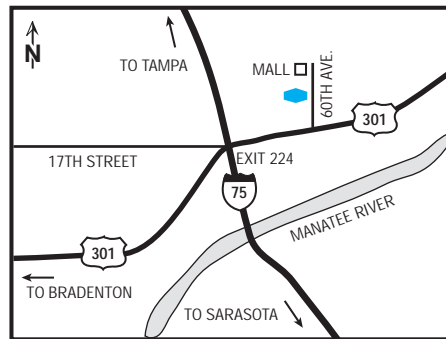 N
TO TAMPA
MALL
60TH AVE.
301
17TH STREET
EXIT 224
75
MANATEE RIVER
301
TO BRADENTON
TO SARASOTA